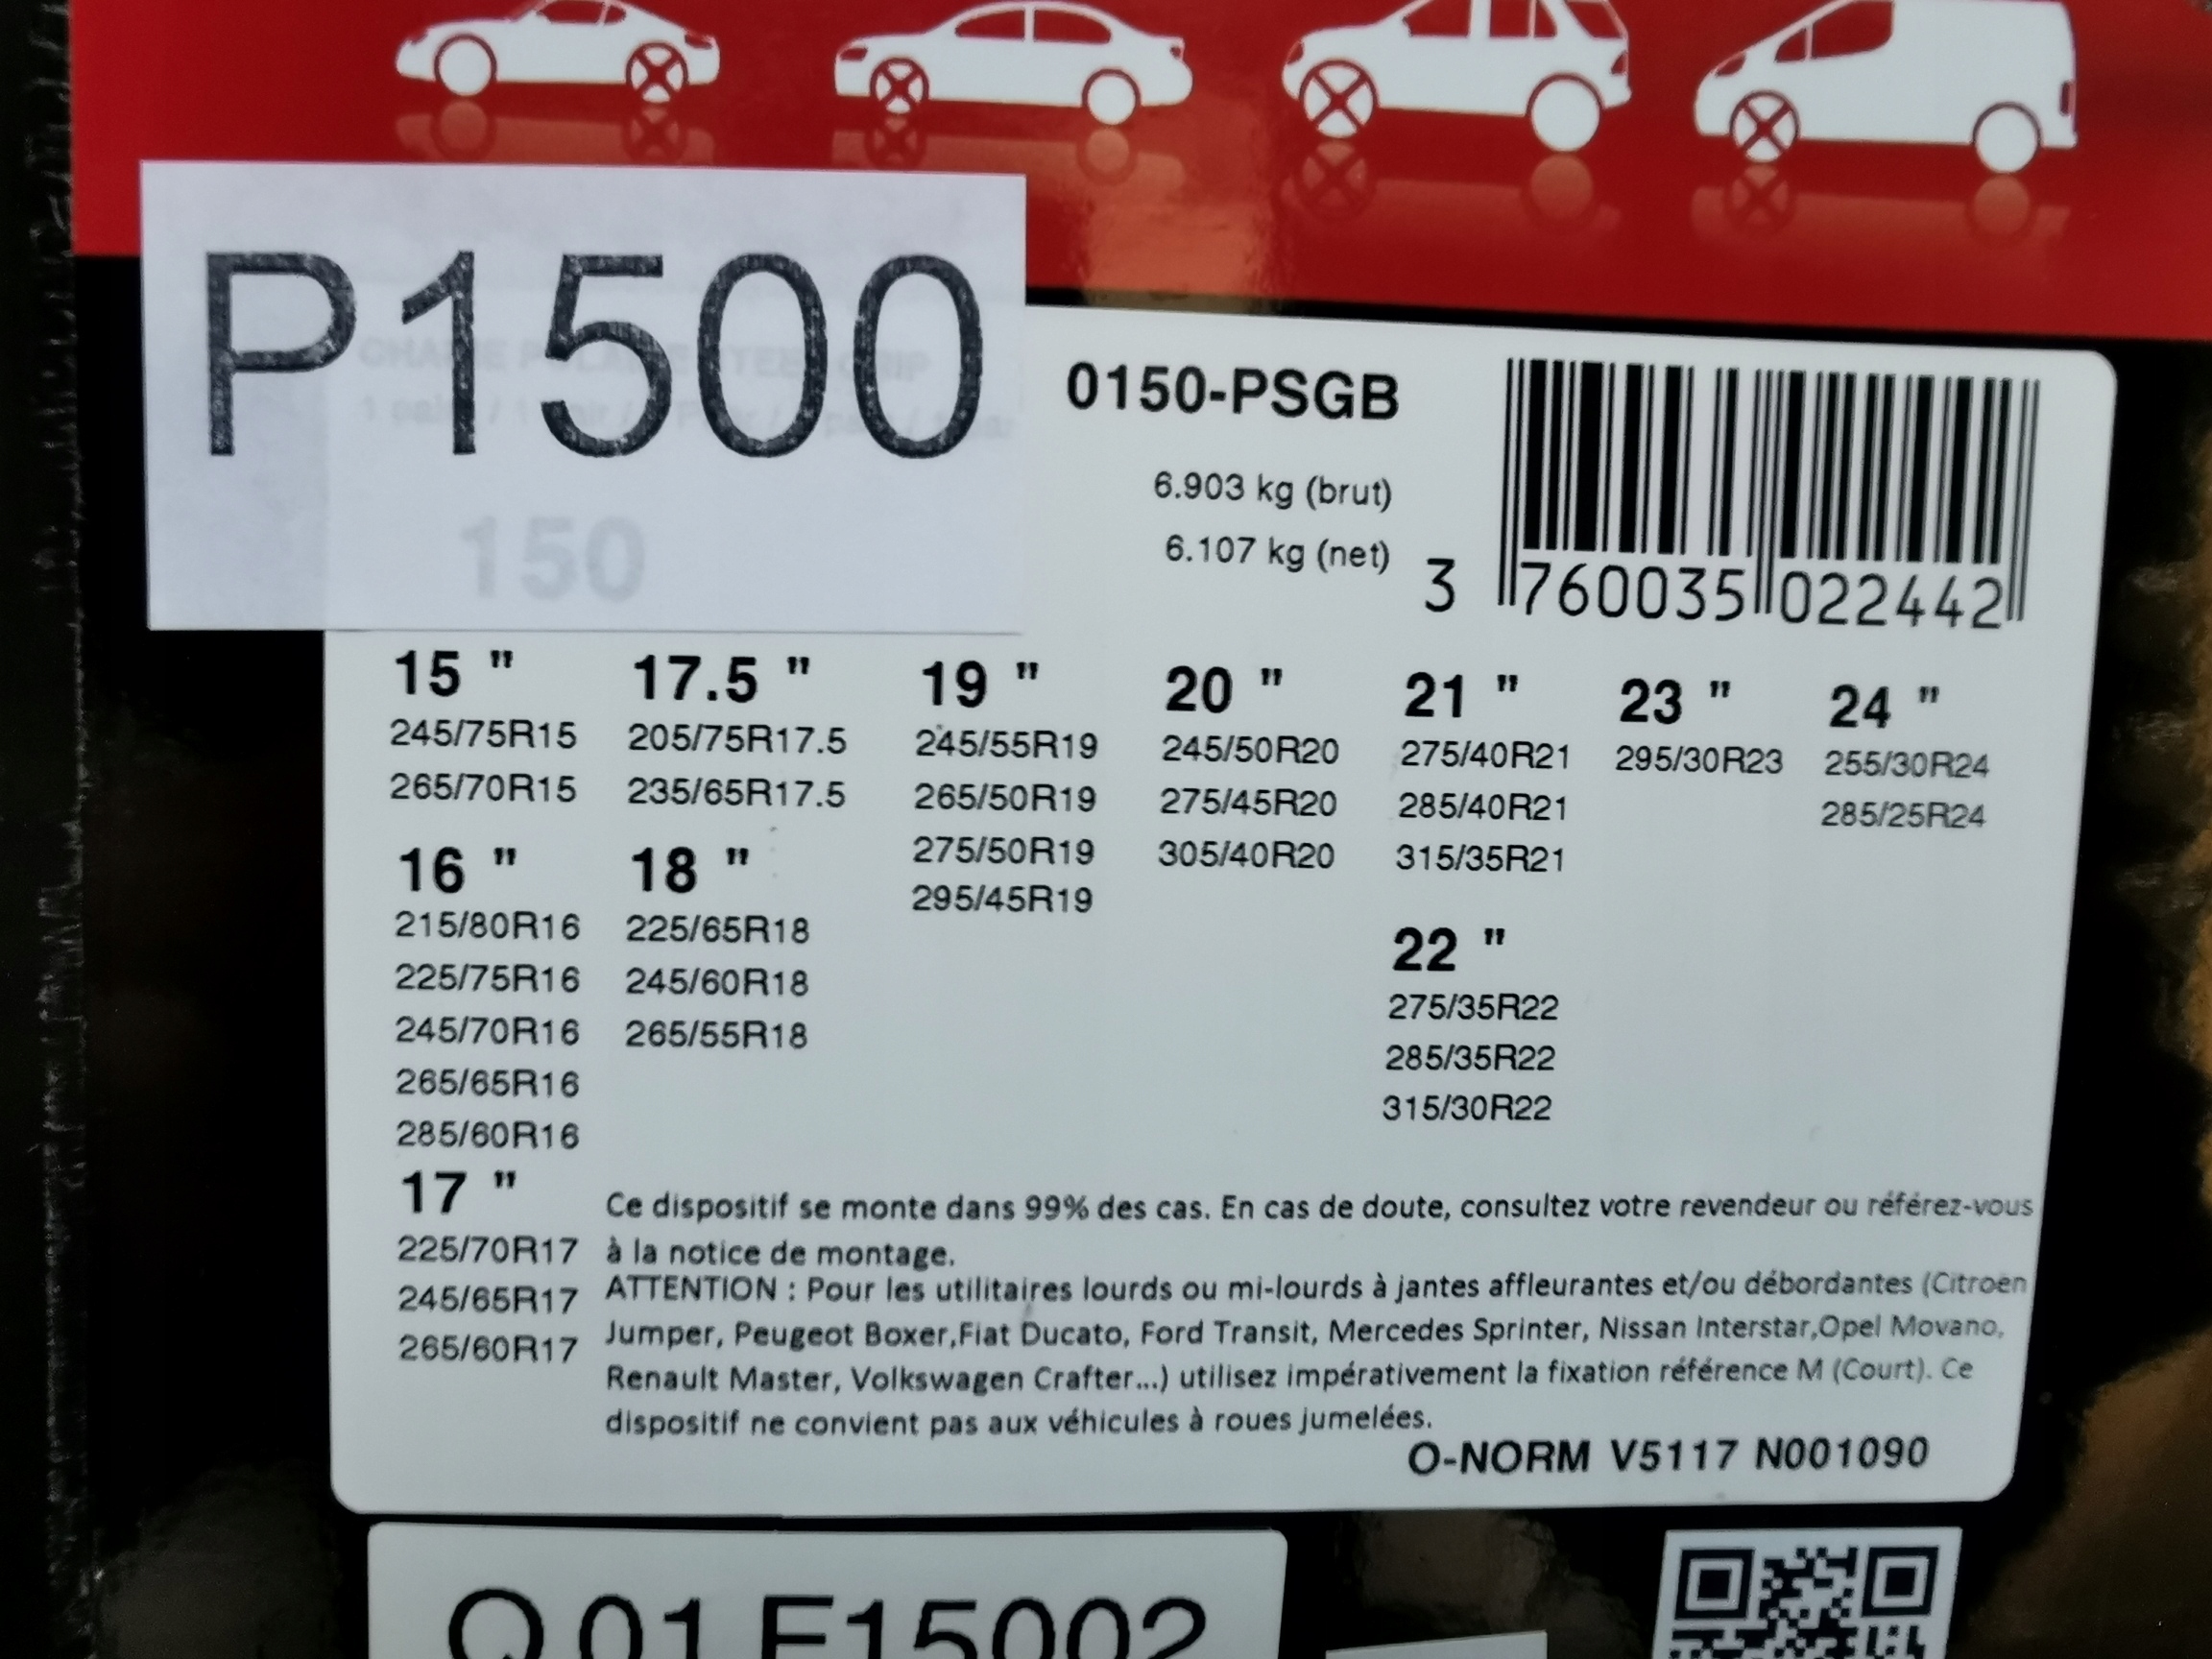 P1500
150
0150-PSGB
6.903 kg (brut)
6.107 kg (net)
3 760035 022442
15 "
245/75R15
265/70R15
16 "
215/80R16
225/75R16
245/70R16
265/65R16
285/60R16
17 "
225/70R17
245/65R17
265/60R17
17.5 "
205/75R17.5
235/65R17.5
18 "
225/65R18
245/60R18
265/55R18
19 "
245/55R19
265/50R19
275/50R19
295/45R19
20 "
245/50R20
275/45R20
305/40R20
21 "
275/40R21
285/40R21
315/35R21
22 "
275/35R22
285/35R22
315/30R22
23 "
295/30R23
24 "
255/30R24
285/25R24
Ce dispositif se monte dans 99% des cas. En cas de doute, consultez votre revendeur ou référez-vous
à la notice de montage.
ATTENTION : Pour les utilitaires lourds ou mi-lourds à jantes affleurantes et/ou débordantes (Citroën
Jumper, Peugeot Boxer,Fiat Ducato, Ford Transit, Mercedes Sprinter, Nissan Interstar,Opel Movano,
Renault Master, Volkswagen Crafter...) utilisez impérativement la fixation référence M (Court). Ce
dispositif ne convient pas aux véhicules à roues jumelées.
O-NORM V5117 N001090
Q 01 E15002